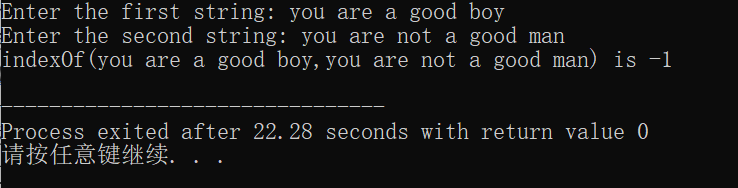 Enter the first string: you are a good boy
Enter the second string: you are not a good man
indexOf(you are a good boy,you are not a good man) is -1
--------------------------------
Process exited after 22.28 seconds with return value 0
请按任意键继续. . .